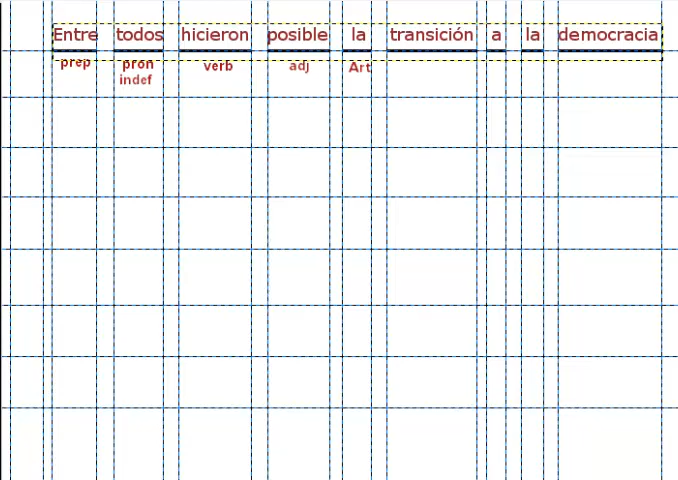 Entre todos hicieron posible la transición a la democracia
prep pron verb adj Art
indef